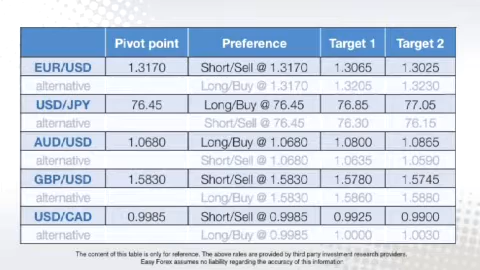 Pivot point Preference Target 1 Target 2
EUR/USD 1.3170 Short/Sell @ 1.3170 1.3065 1.3025
alternative Long/Buy @ 1.3170 1.3205 1.3230
USD/JPY 76.45 Long/Buy @ 76.45 76.85 77.05
alternative Short/Sell @ 76.45 76.30 76.15
AUD/USD 1.0680 Long/Buy @ 1.0680 1.0800 1.0865
alternative Short/Sell @ 1.0680 1.0635 1.0590
GBP/USD 1.5830 Short/Sell @ 1.5830 1.5780 1.5745
alternative Long/Buy @ 1.5830 1.5860 1.5880
USD/CAD 0.9985 Short/Sell @ 0.9985 0.9925 0.9900
alternative Long/Buy @ 0.9985 1.0000 1.0030
The content of this table is only for reference. The above rates are provided by third party investment research providers.
Easy Forex assumes no liability regarding the accuracy of this information.